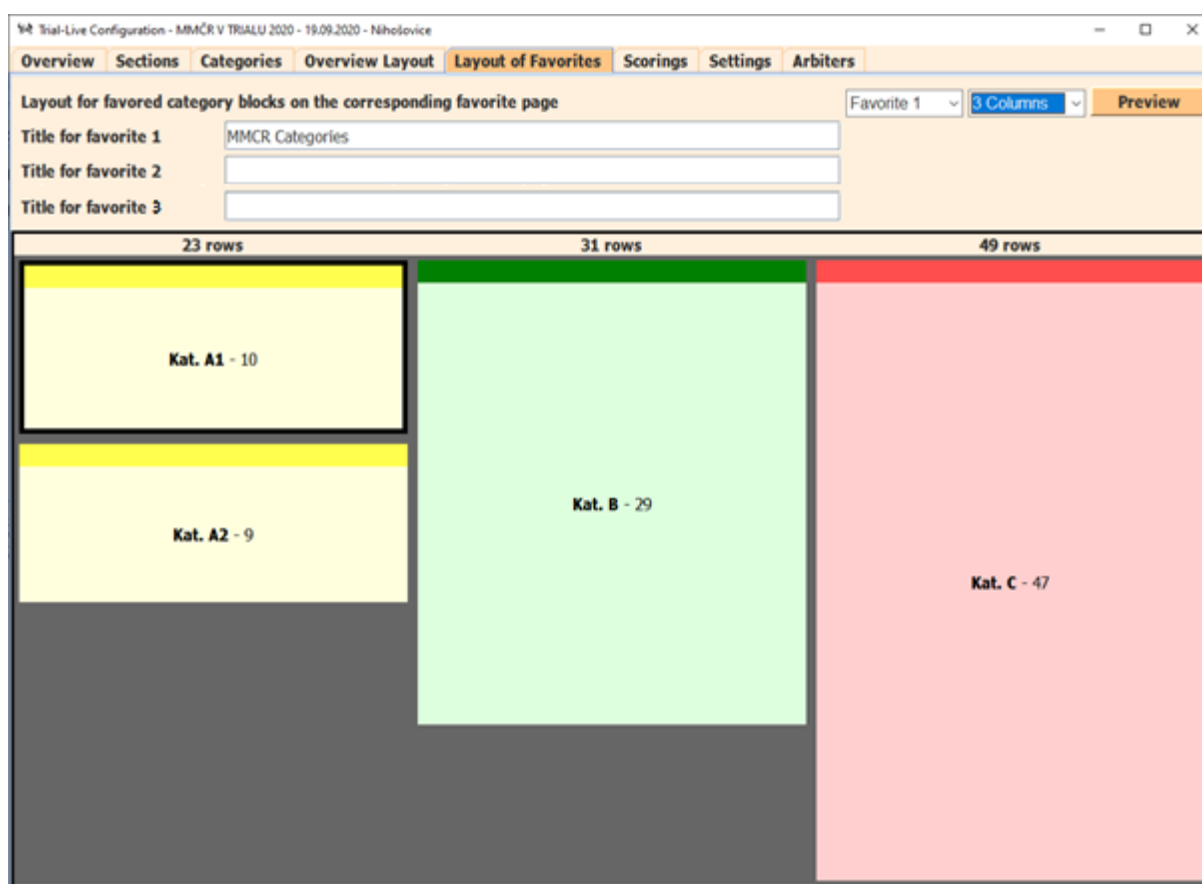 Trial-Live Configuration - MMČR V TRIALU 2020 - 19.09.2020 - Nihošovice
Overview Sections Categories Overview Layout Layout of Favorites Scorings Settings Arbiters
Layout for favored category blocks on the corresponding favorite page Favorite 1 3 Columns Preview
Title for favorite 1 MMCR Categories
Title for favorite 2
Title for favorite 3
23 rows 31 rows 49 rows
Kat. A1 - 10
Kat. B - 29
Kat. A2 - 9
Kat. C - 47